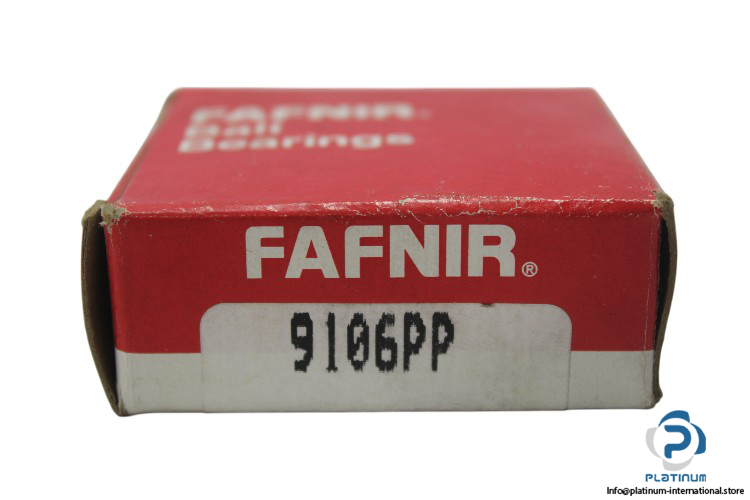 FAFNIR®
Ball
Bearings
FAFNIR®
9106PP
PLATINUM
Info@platinum-international.store